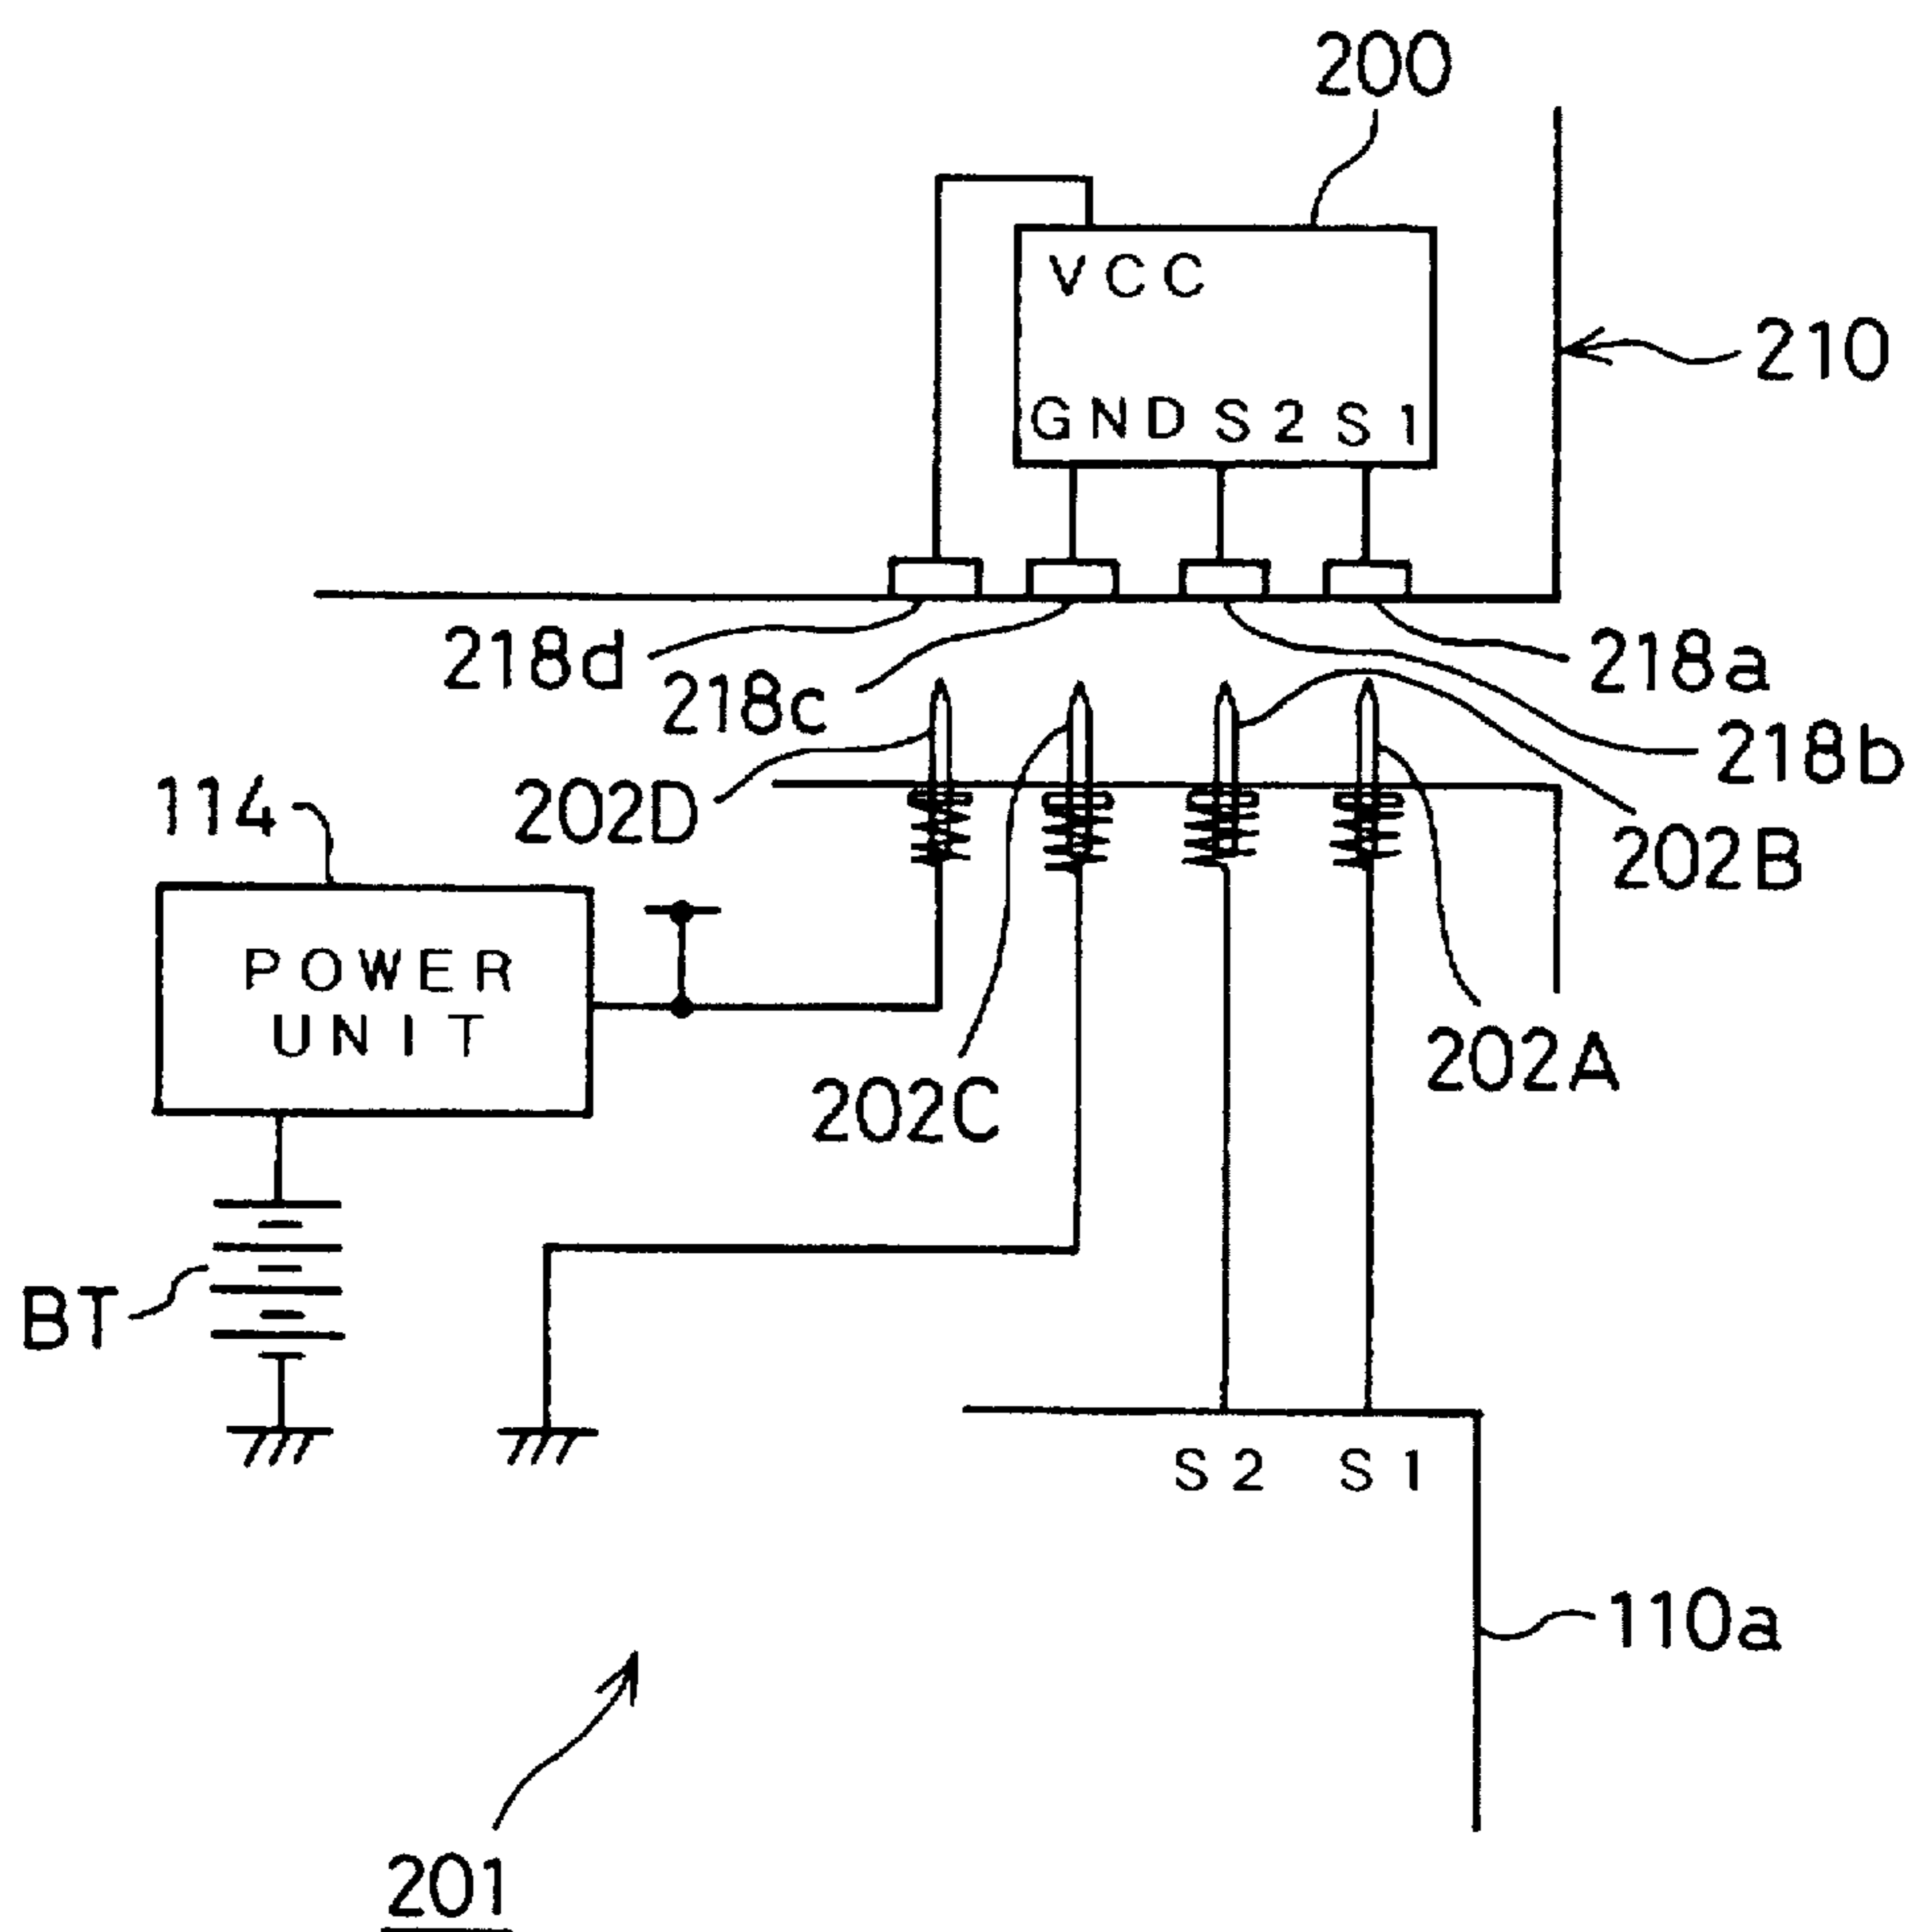 200
VCC
210
GND S2 S1
218d
218a
218c
218b
114
202D
202B
POWER
UNIT
202A
202C
BT
S2 S1
110a
201